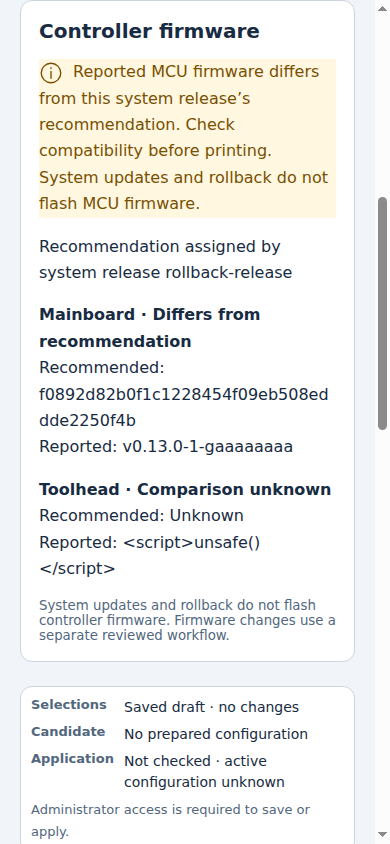 Controller firmware
Reported MCU firmware differs
from this system release’s
recommendation. Check
compatibility before printing.
System updates and rollback do not
flash MCU firmware.
Recommendation assigned by
system release rollback-release
Mainboard · Differs from
recommendation
Recommended:
f0892d82b0f1c1228454f09eb508ed
dde2250f4b
Reported: v0.13.0-1-gaaaaaaaa
Toolhead · Comparison unknown
Recommended: Unknown
Reported: <script>unsafe()
</script>
System updates and rollback do not flash
controller firmware. Firmware changes use a
separate reviewed workflow.
Selections Saved draft · no changes
Candidate No prepared configuration
Application Not checked · active
configuration unknown
Administrator access is required to save or
apply.